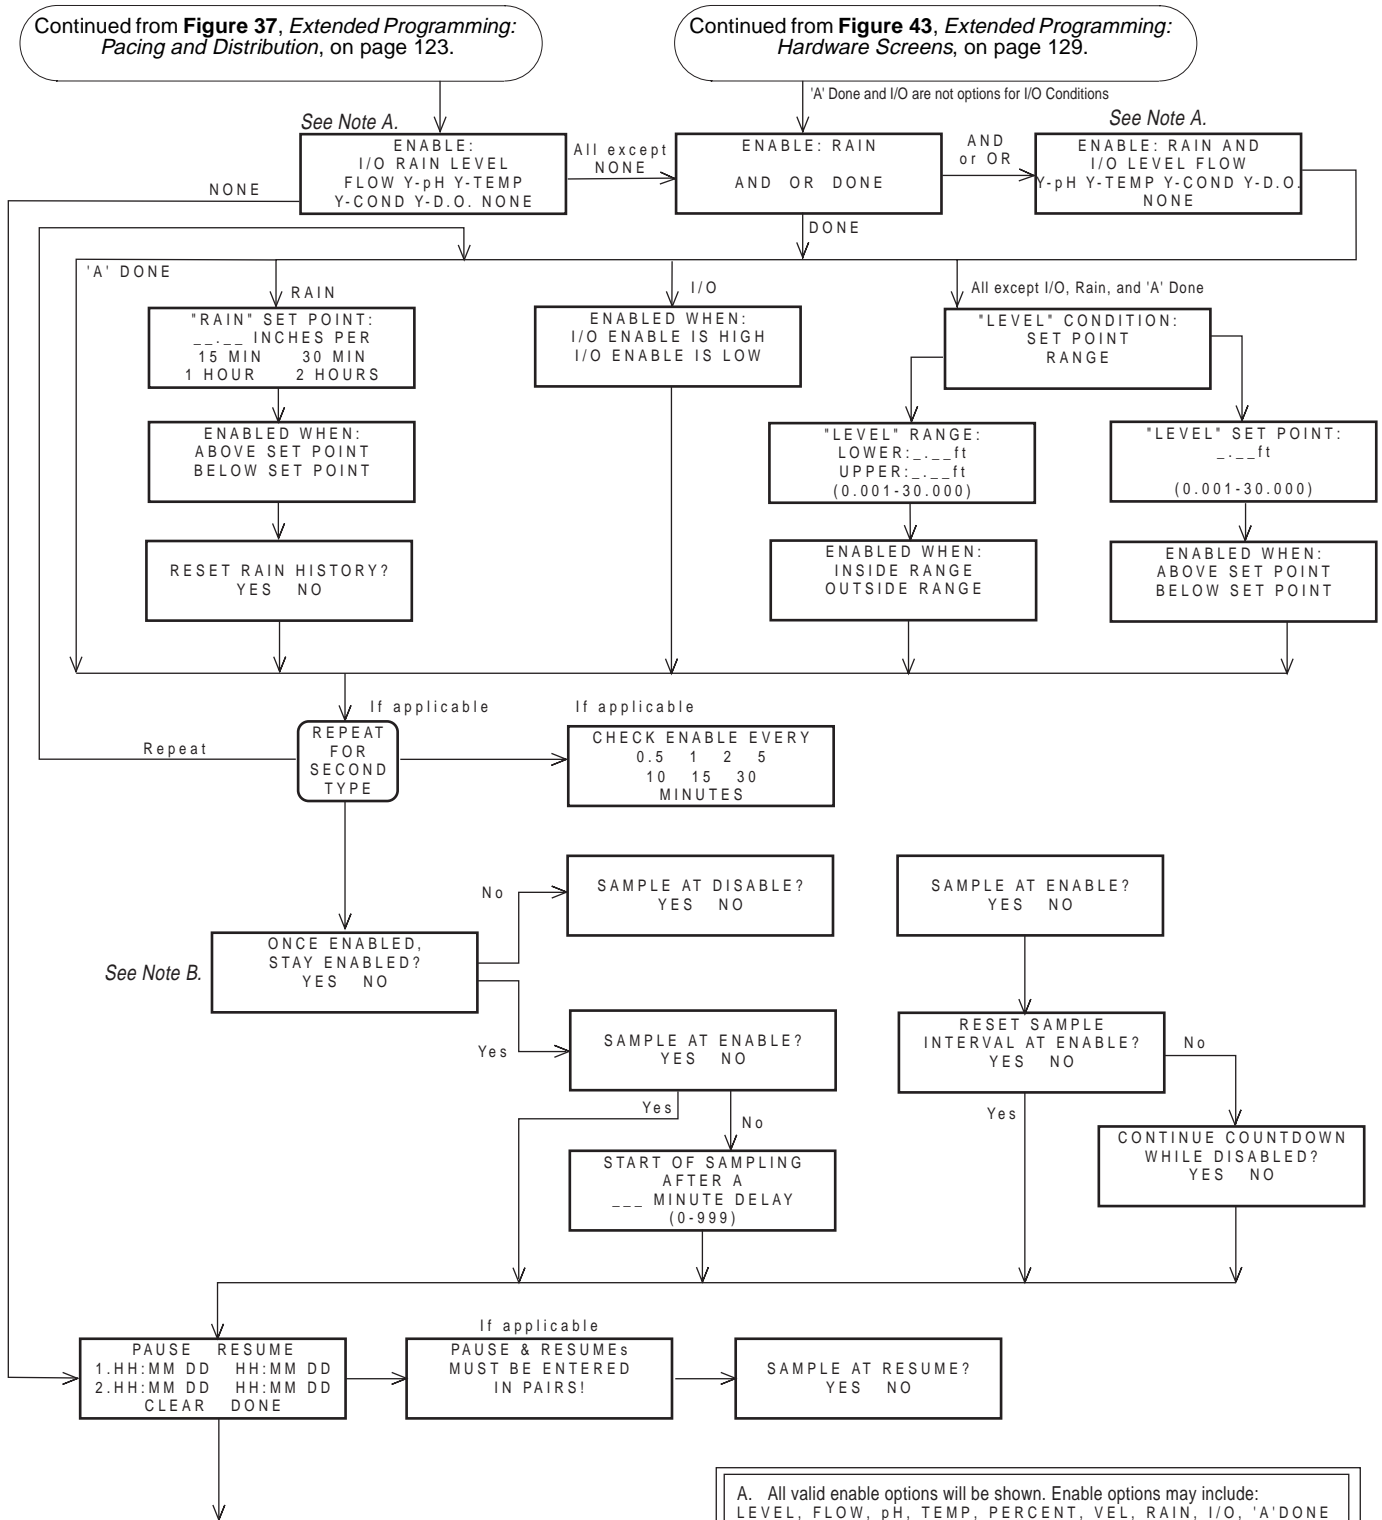 Continued from Figure 37, Extended Programming:
Pacing and Distribution, on page 123.
Continued from Figure 43, Extended Programming:
Hardware Screens, on page 129.
'A' Done and I/O are not options for I/O Conditions
See Note A.
ENABLE:
I/O RAIN LEVEL
FLOW Y-pH Y-TEMP
Y-COND Y-D.O. NONE
NONE
All except
NONE
ENABLE: RAIN
AND OR DONE
AND
or OR
See Note A.
ENABLE: RAIN AND
I/O LEVEL FLOW
Y-pH Y-TEMP Y-COND Y-D.O.
NONE
DONE
'A' DONE
RAIN
I/O
All except I/O, Rain, and 'A' Done
"RAIN" SET POINT:
__.__ INCHES PER
15 MIN 30 MIN
1 HOUR 2 HOURS
ENABLED WHEN:
I/O ENABLE IS HIGH
I/O ENABLE IS LOW
"LEVEL" CONDITION:
SET POINT
RANGE
ENABLED WHEN:
ABOVE SET POINT
BELOW SET POINT
"LEVEL" RANGE:
LOWER:_.__ft
UPPER:_.__ft
(0.001-30.000)
"LEVEL" SET POINT:
_.__ft
(0.001-30.000)
RESET RAIN HISTORY?
YES NO
ENABLED WHEN:
INSIDE RANGE
OUTSIDE RANGE
ENABLED WHEN:
ABOVE SET POINT
BELOW SET POINT
If applicable
If applicable
Repeat
REPEAT
FOR
SECOND
TYPE
CHECK ENABLE EVERY
0.5 1 2 5
10 15 30
MINUTES
No
SAMPLE AT DISABLE?
YES NO
SAMPLE AT ENABLE?
YES NO
See Note B.
ONCE ENABLED,
STAY ENABLED?
YES NO
Yes
SAMPLE AT ENABLE?
YES NO
RESET SAMPLE
INTERVAL AT ENABLE?
YES NO
No
Yes
No
Yes
START OF SAMPLING
AFTER A
___ MINUTE DELAY
(0-999)
CONTINUE COUNTDOWN
WHILE DISABLED?
YES NO
If applicable
PAUSE RESUME
1.HH:MM DD HH:MM DD
2.HH:MM DD HH:MM DD
CLEAR DONE
PAUSE & RESUMEs
MUST BE ENTERED
IN PAIRS!
SAMPLE AT RESUME?
YES NO
A. All valid enable options will be shown. Enable options may include:
LEVEL, FLOW, pH, TEMP, PERCENT, VEL, RAIN, I/O, 'A'DONE